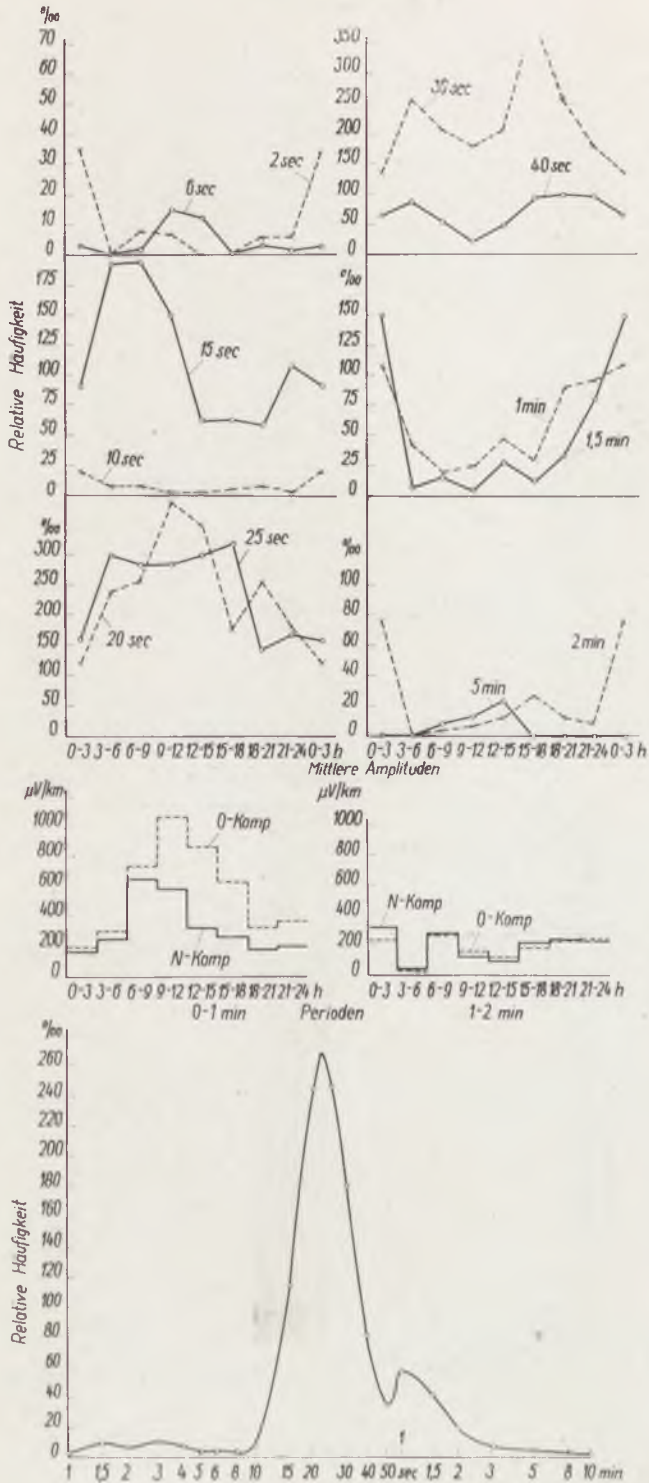 ‰
70
60
50
40
30
20
10
0
2 sec
6 sec
350
300
250
200
150
100
50
0
30 sec
40 sec
Relative Häufigkeit
175
150
125
100
75
50
25
0
15 sec
10 sec
‰
150
125
100
75
50
25
0
1 min
1,5 min
‰
300
250
200
150
100
50
0
25 sec
20 sec
‰
100
80
60
40
20
0
2 min
5 min
0-3 3-6 6-9 9-12 12-15 15-18 18-21 21-24 0-3 h
0-3 3-6 6-9 9-12 12-15 15-18 18-21 21-24 0-3 h
Mittlere Amplituden
µV/km
1000
800
600
400
200
0
O-Komp
N-Komp
µV/km
1000
800
600
400
200
0
N-Komp
O-Komp
0-3 3-6 6-9 9-12 12-15 15-18 18-21 21-24 h
0-3 3-6 6-9 9-12 12-15 15-18 18-21 21-24 h
0-1 min Perioden 1-2 min
‰
260
240
220
200
180
160
140
120
100
80
60
40
20
0
Relative Häufigkeit
1
1 1,5 2 3 4 5 6 8 10 15 20 30 40 50 sec 1,5 2 3 5 8 10 min